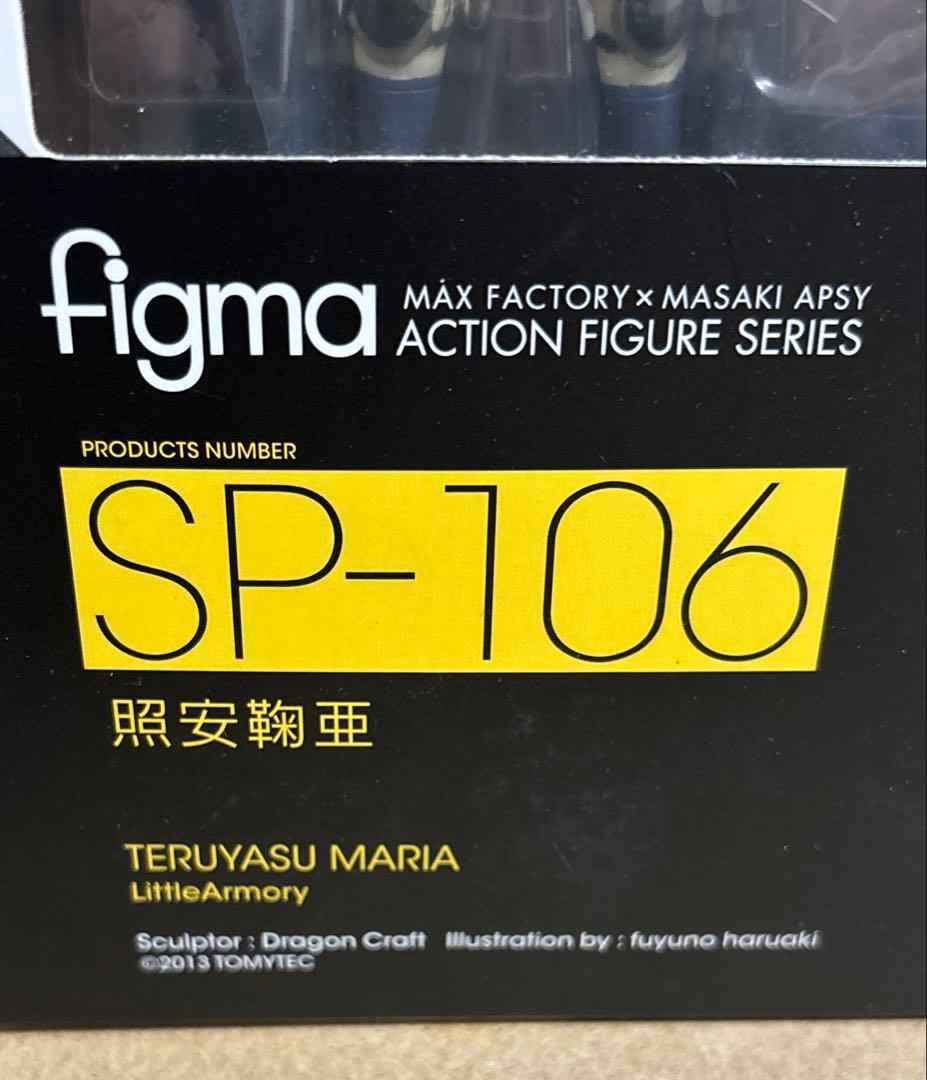 figma
MAX FACTORY × MASAKI APSY
ACTION FIGURE SERIES
PRODUCTS NUMBER
SP-106
照安鞠亜
TERUYASU MARIA
LittleArmory
Sculptor : Dragon Craft Illustration by : fuyuno haruaki
©2013 TOMYTEC